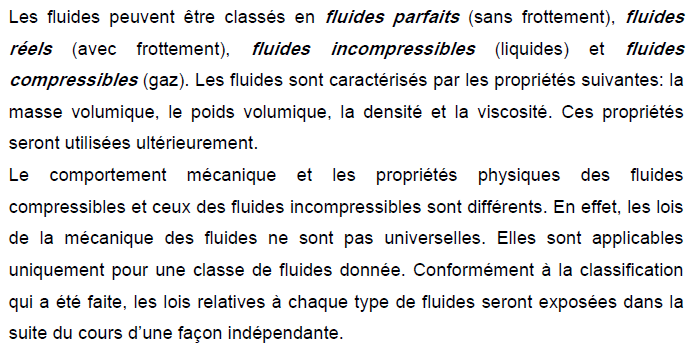 Les fluides peuvent être classés en fluides parfaits (sans frottement), fluides
réels (avec frottement), fluides incompressibles (liquides) et fluides
compressibles (gaz). Les fluides sont caractérisés par les propriétés suivantes: la
masse volumique, le poids volumique, la densité et la viscosité. Ces propriétés
seront utilisées ultérieurement.
Le comportement mécanique et les propriétés physiques des fluides
compressibles et ceux des fluides incompressibles sont différents. En effet, les lois
de la mécanique des fluides ne sont pas universelles. Elles sont applicables
uniquement pour une classe de fluides donnée. Conformément à la classification
qui a été faite, les lois relatives à chaque type de fluides seront exposées dans la
suite du cours d'une façon indépendante.